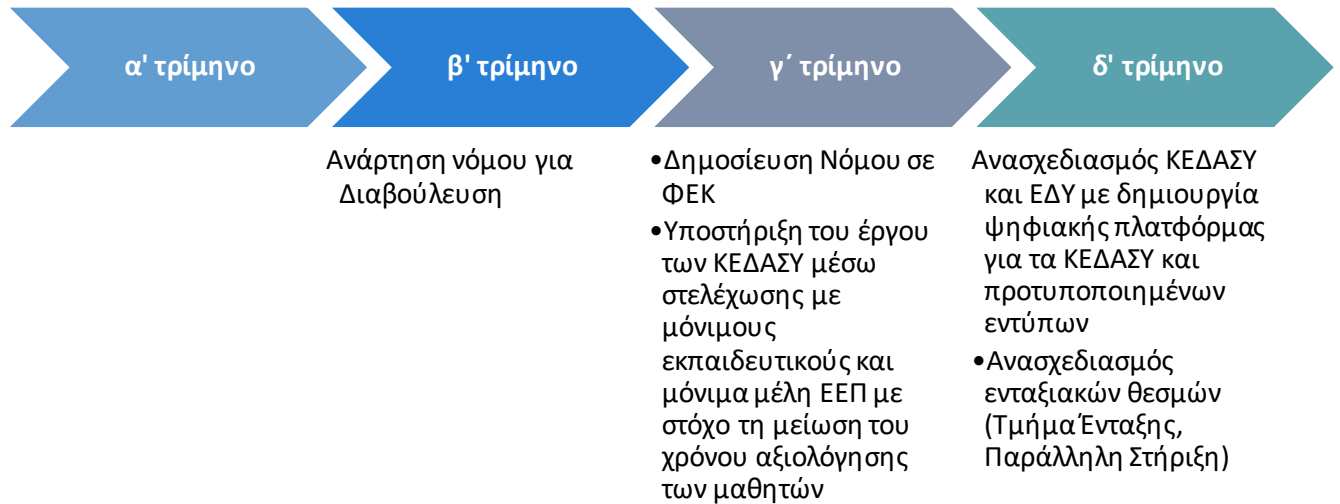 α' τρίμηνο
β' τρίμηνο
γ΄ τρίμηνο
δ' τρίμηνο
Ανάρτηση νόμου για
Διαβούλευση
•Δημοσίευση Νόμου σε
ΦΕΚ
•Υποστήριξη του έργου
των ΚΕΔΑΣΥ μέσω
στελέχωσης με
μόνιμους
εκπαιδευτικούς και
μόνιμα μέλη ΕΕΠ με
στόχο τη μείωση του
χρόνου αξιολόγησης
των μαθητών
Ανασχεδιασμός ΚΕΔΑΣΥ
και ΕΔΥ με δημιουργία
ψηφιακής πλατφόρμας
για τα ΚΕΔΑΣΥ και
προτυποποιημένων
εντύπων
•Ανασχεδιασμός
ενταξιακών θεσμών
(Τμήμα Ένταξης,
Παράλληλη Στήριξη)